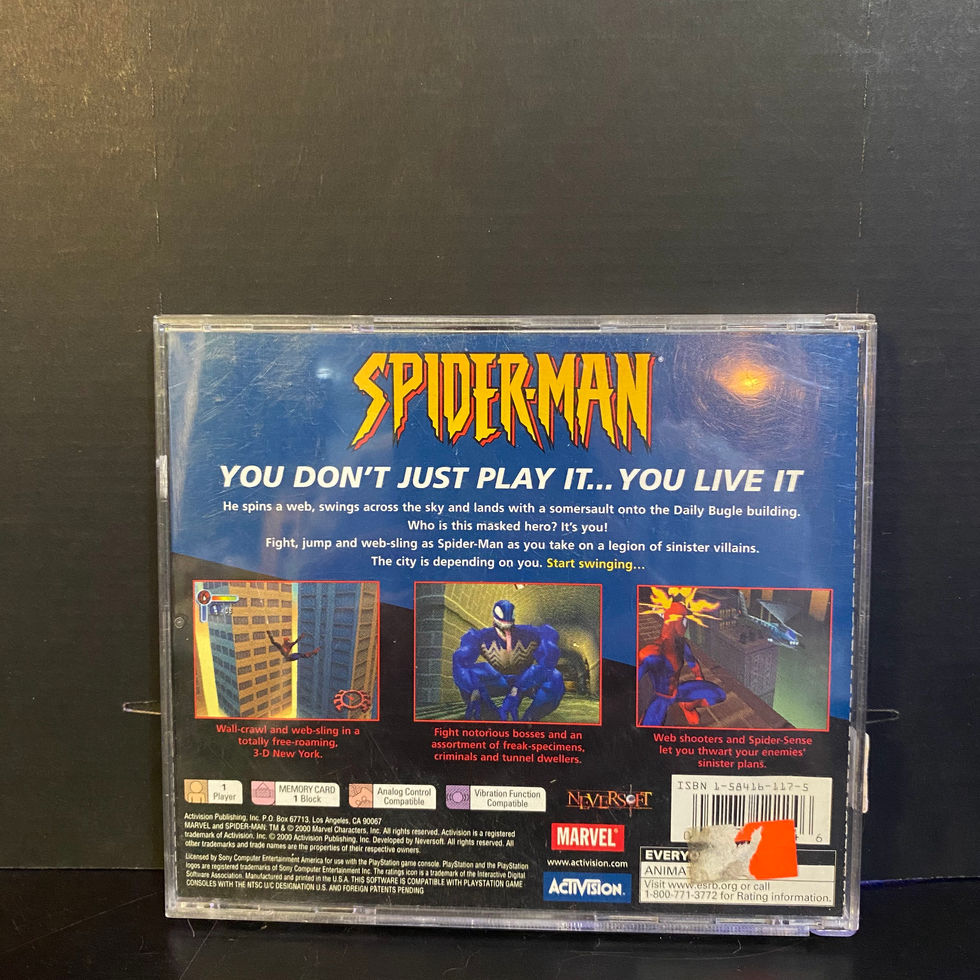 SPIDER-MAN®
YOU DON'T JUST PLAY IT... YOU LIVE IT
He spins a web, swings across the sky and lands with a somersault onto the Daily Bugle building.
Who is this masked hero? It's you!
Fight, jump and web-sling as Spider-Man as you take on a legion of sinister villains.
The city is depending on you. Start swinging...
Wall-crawl and web-sling in a
totally free-roaming,
3-D New York.
Fight notorious bosses and an
assortment of freak-specimens,
criminals and tunnel dwellers.
Web shooters and Spider-Sense
let you thwart your enemies'
sinister plans.
1
Player
MEMORY CARD
1 Block
Analog Control
Compatible
Vibration Function
Compatible
NEVERSOFT
ISBN 1-58416-117-5
6
Activision Publishing, Inc. P.O. Box 67713, Los Angeles, CA 90067
MARVEL and SPIDER-MAN: TM & © 2000 Marvel Characters, Inc. All rights reserved. Activision is a registered
trademark of Activision, Inc. © 2000 Activision Publishing, Inc. Developed by Neversoft. All rights reserved. All
other trademarks and trade names are the properties of their respective owners.
Licensed by Sony Computer Entertainment America for use with the PlayStation game console. PlayStation and the PlayStation
logos are registered trademarks of Sony Computer Entertainment Inc. The ratings icon is a trademark of the Interactive Digital
Software Association. Manufactured and printed in the U.S.A. THIS SOFTWARE IS COMPATIBLE WITH PLAYSTATION GAME
CONSOLES WITH THE NTSC U/C DESIGNATION U.S. AND FOREIGN PATENTS PENDING
MARVEL®
www.activision.com
ACTIVISION.
EVERYO
ANIMA
Visit www.esrb.org or call
1-800-771-3772 for Rating information.